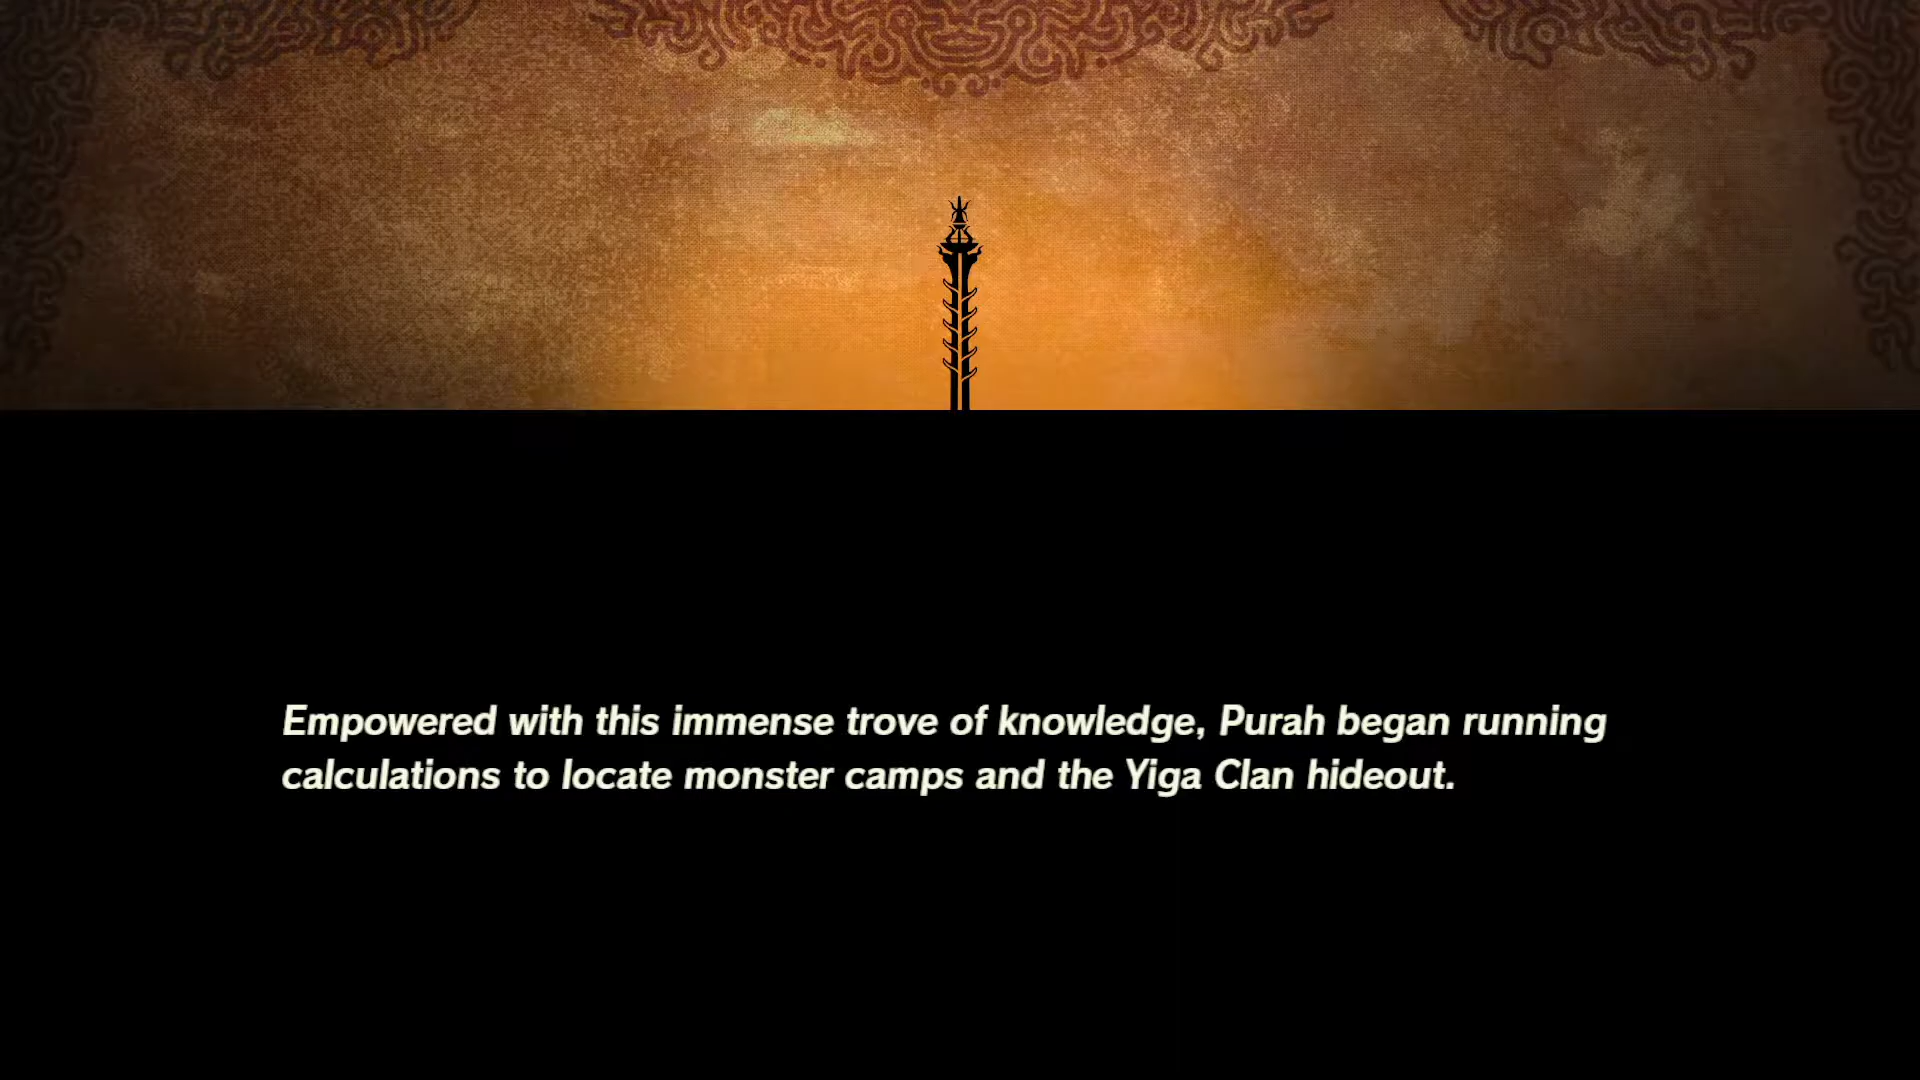 Empowered with this immense trove of knowledge, Purah began running
calculations to locate monster camps and the Yiga Clan hideout.